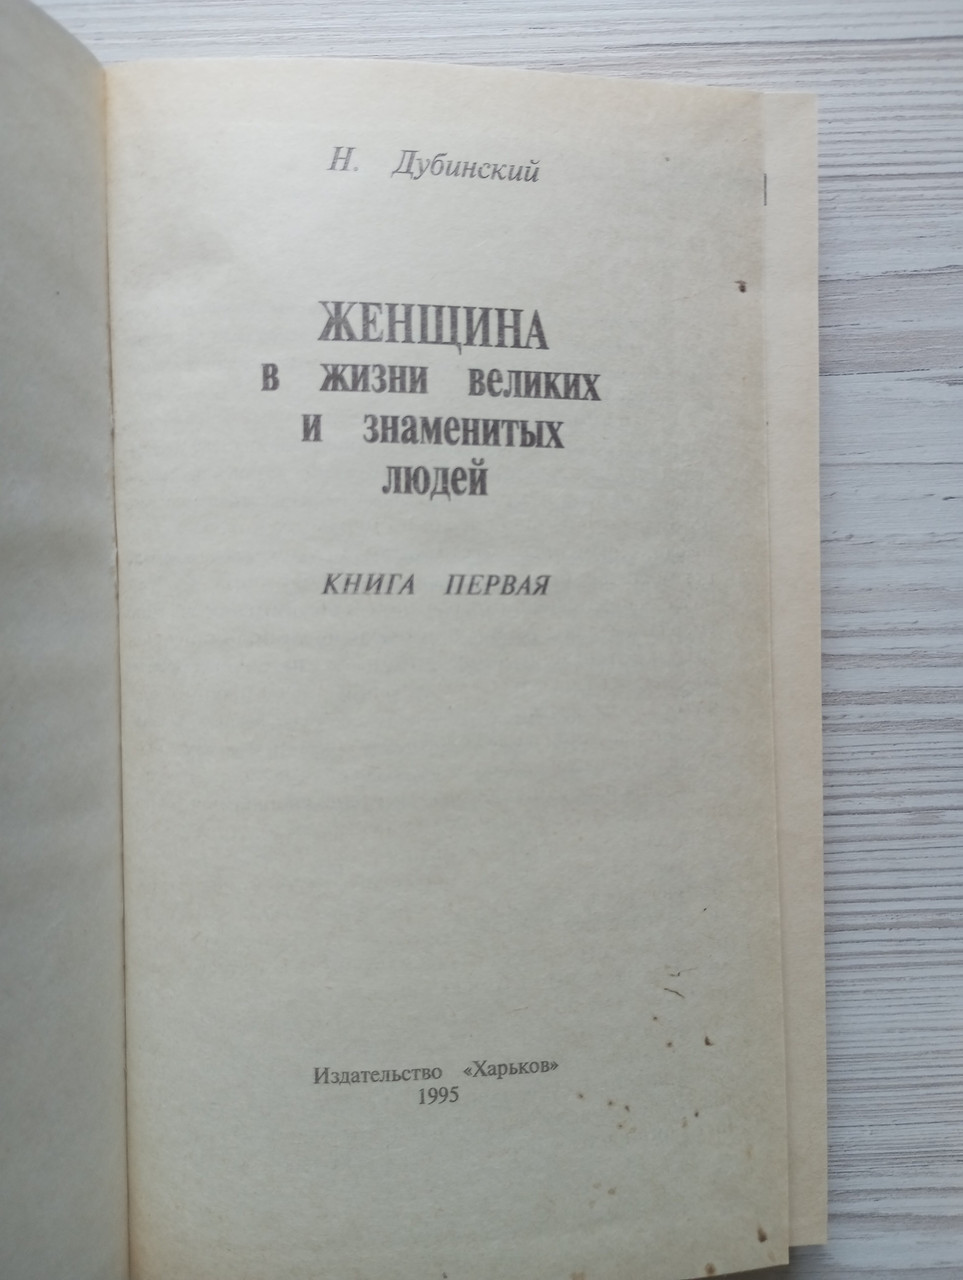 Н. Дубинский
ЖЕНЩИНА
в жизни великих
и знаменитых
людей
КНИГА ПЕРВАЯ
Издательство «Харьков»
1995